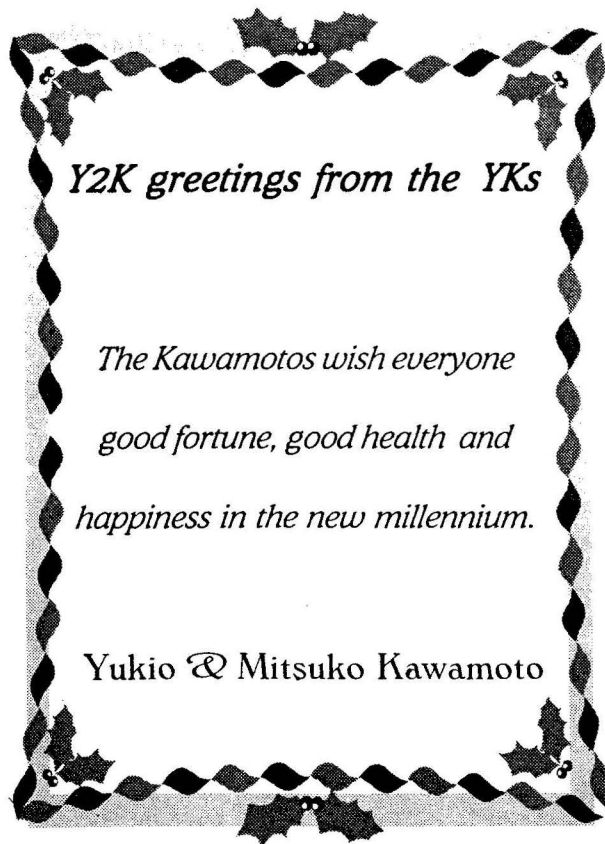 Y2K greetings from the YKs
The Kawamotos wish everyone
good fortune, good health and
happiness in the new millennium.
Yukio & Mitsuko Kawamoto